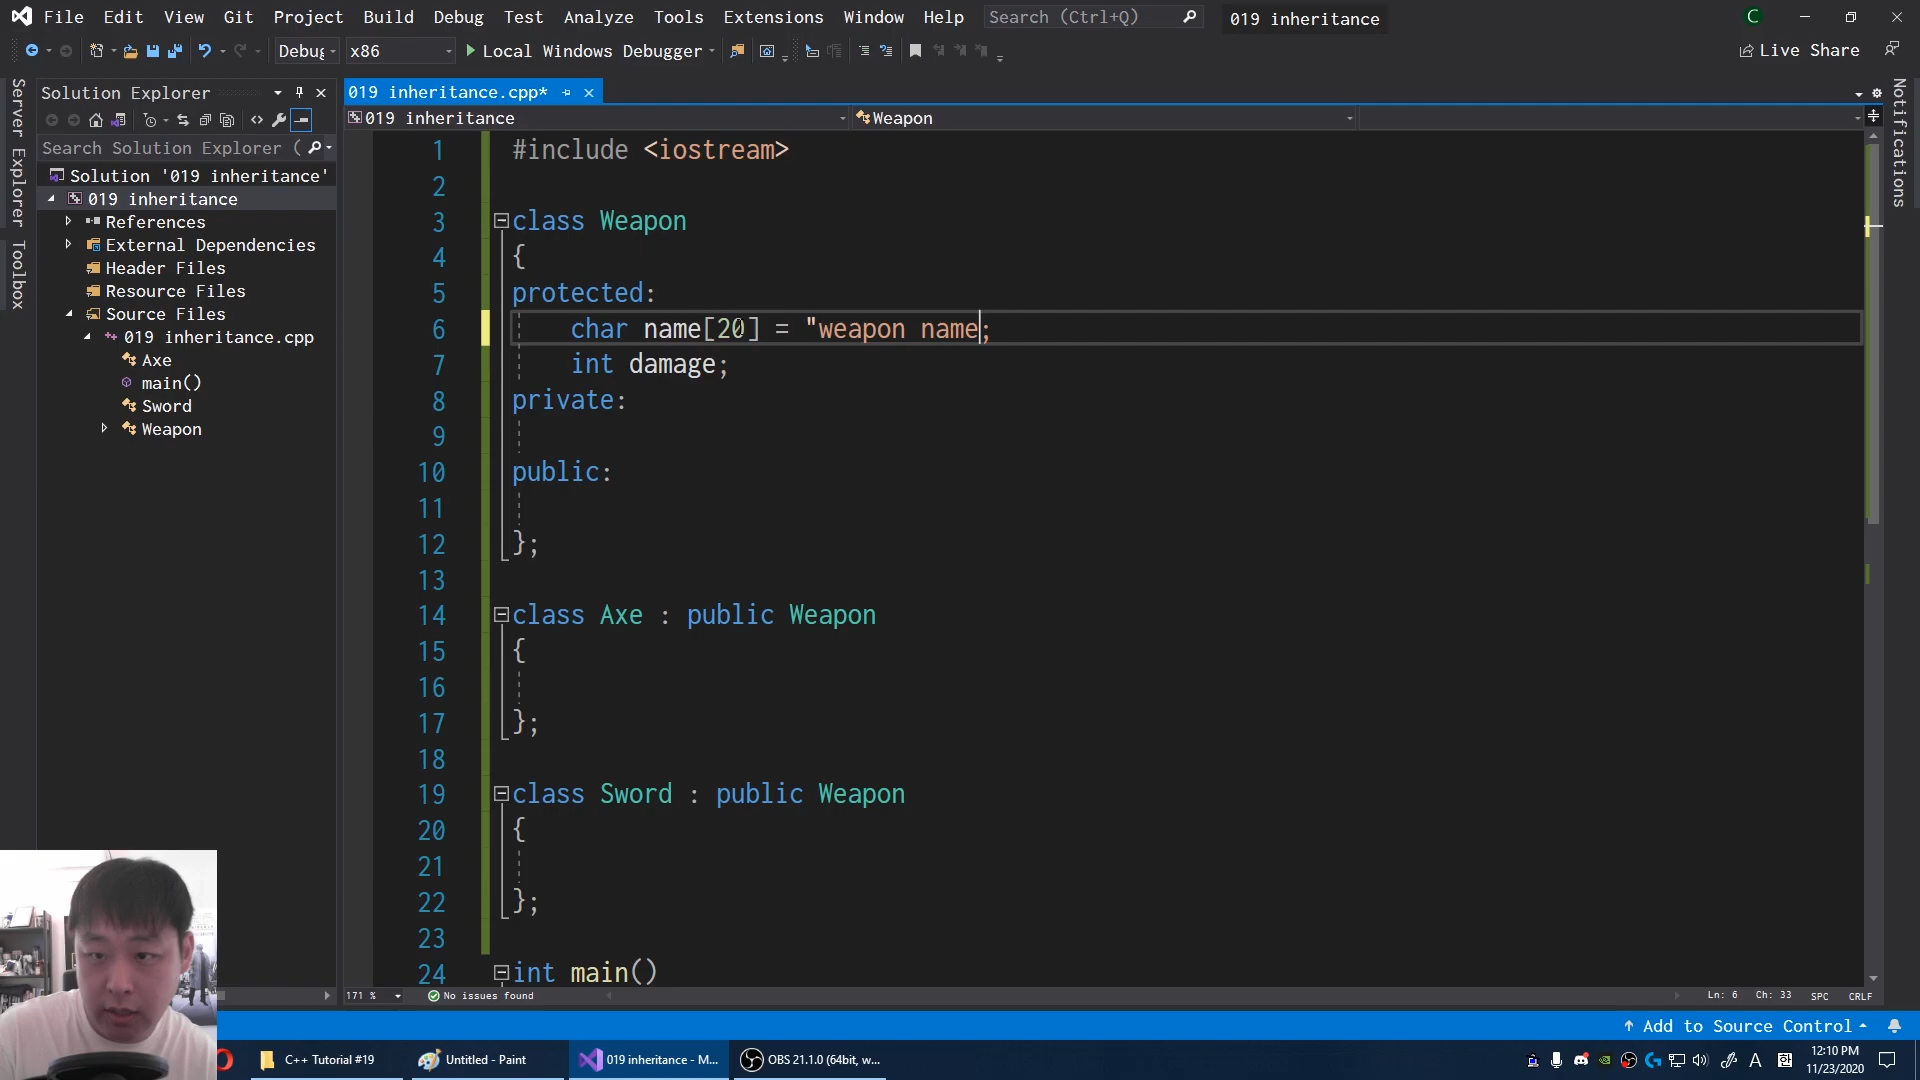 File Edit View Git Project Build Debug Test Analyze Tools Extensions Window Help Search (Ctrl+Q) 019 inheritance C
Debug x86 Local Windows Debugger Live Share
Server Explorer
Toolbox
Solution Explorer
Search Solution Explorer (
Solution '019 inheritance'
019 inheritance
References
External Dependencies
Header Files
Resource Files
Source Files
019 inheritance.cpp
Axe
main()
Sword
Weapon
019 inheritance.cpp*
019 inheritance Weapon
1 #include <iostream>
2
3 class Weapon
4 {
5 protected:
6 char name[20] = "weapon name;
7 int damage;
8 private:
9
10 public:
11
12 };
13
14 class Axe : public Weapon
15 {
16
17 };
18
19 class Sword : public Weapon
20 {
21
22 };
23
24 int main()
171 % No issues found Ln: 6 Ch: 33 SPC CRLF
Notifications
Add to Source Control
C++ Tutorial #19 Untitled - Paint 019 inheritance - M... OBS 21.1.0 (64bit, w... A 한 12:10 PM
11/23/2020